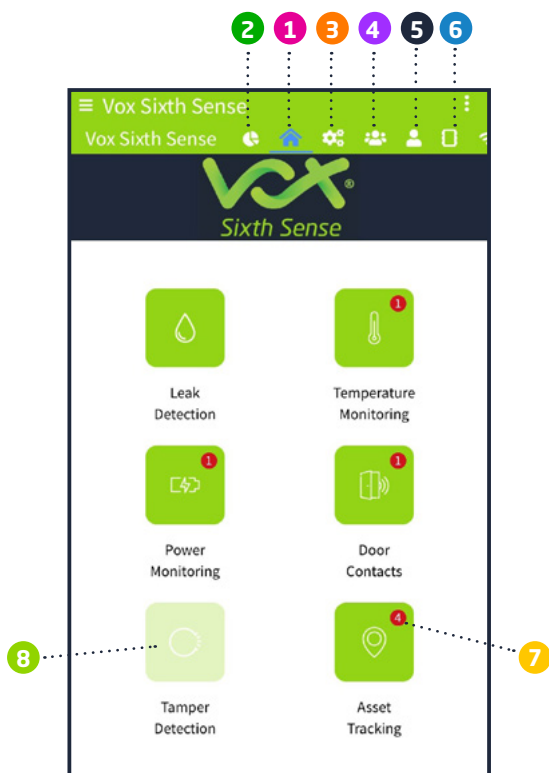 2 1 3 4 5 6
Vox Sixth Sense
Vox Sixth Sense
VOX®
Sixth Sense
1
Leak
Detection
Temperature
Monitoring
1
1
Power
Monitoring
Door
Contacts
4
8
7
Tamper
Detection
Asset
Tracking